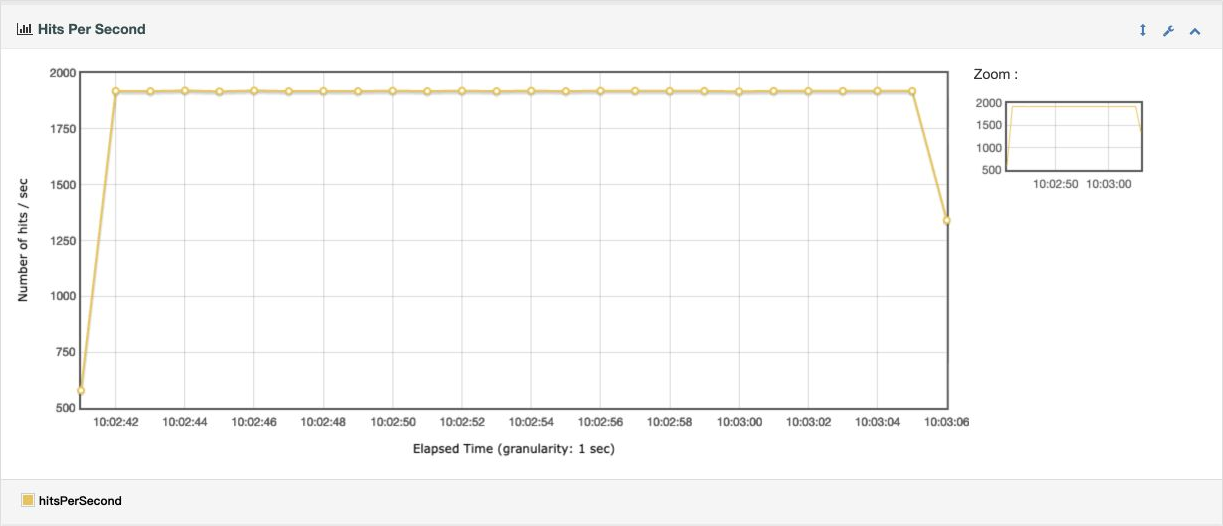 Hits Per Second
Zoom :
2000
1750
1500
1250
1000
750
500
Number of hits / sec
10:02:42 10:02:44 10:02:46 10:02:48 10:02:50 10:02:52 10:02:54 10:02:56 10:02:58 10:03:00 10:03:02 10:03:04 10:03:06
Elapsed Time (granularity: 1 sec)
2000
1500
1000
500
10:02:50 10:03:00
hitsPerSecond